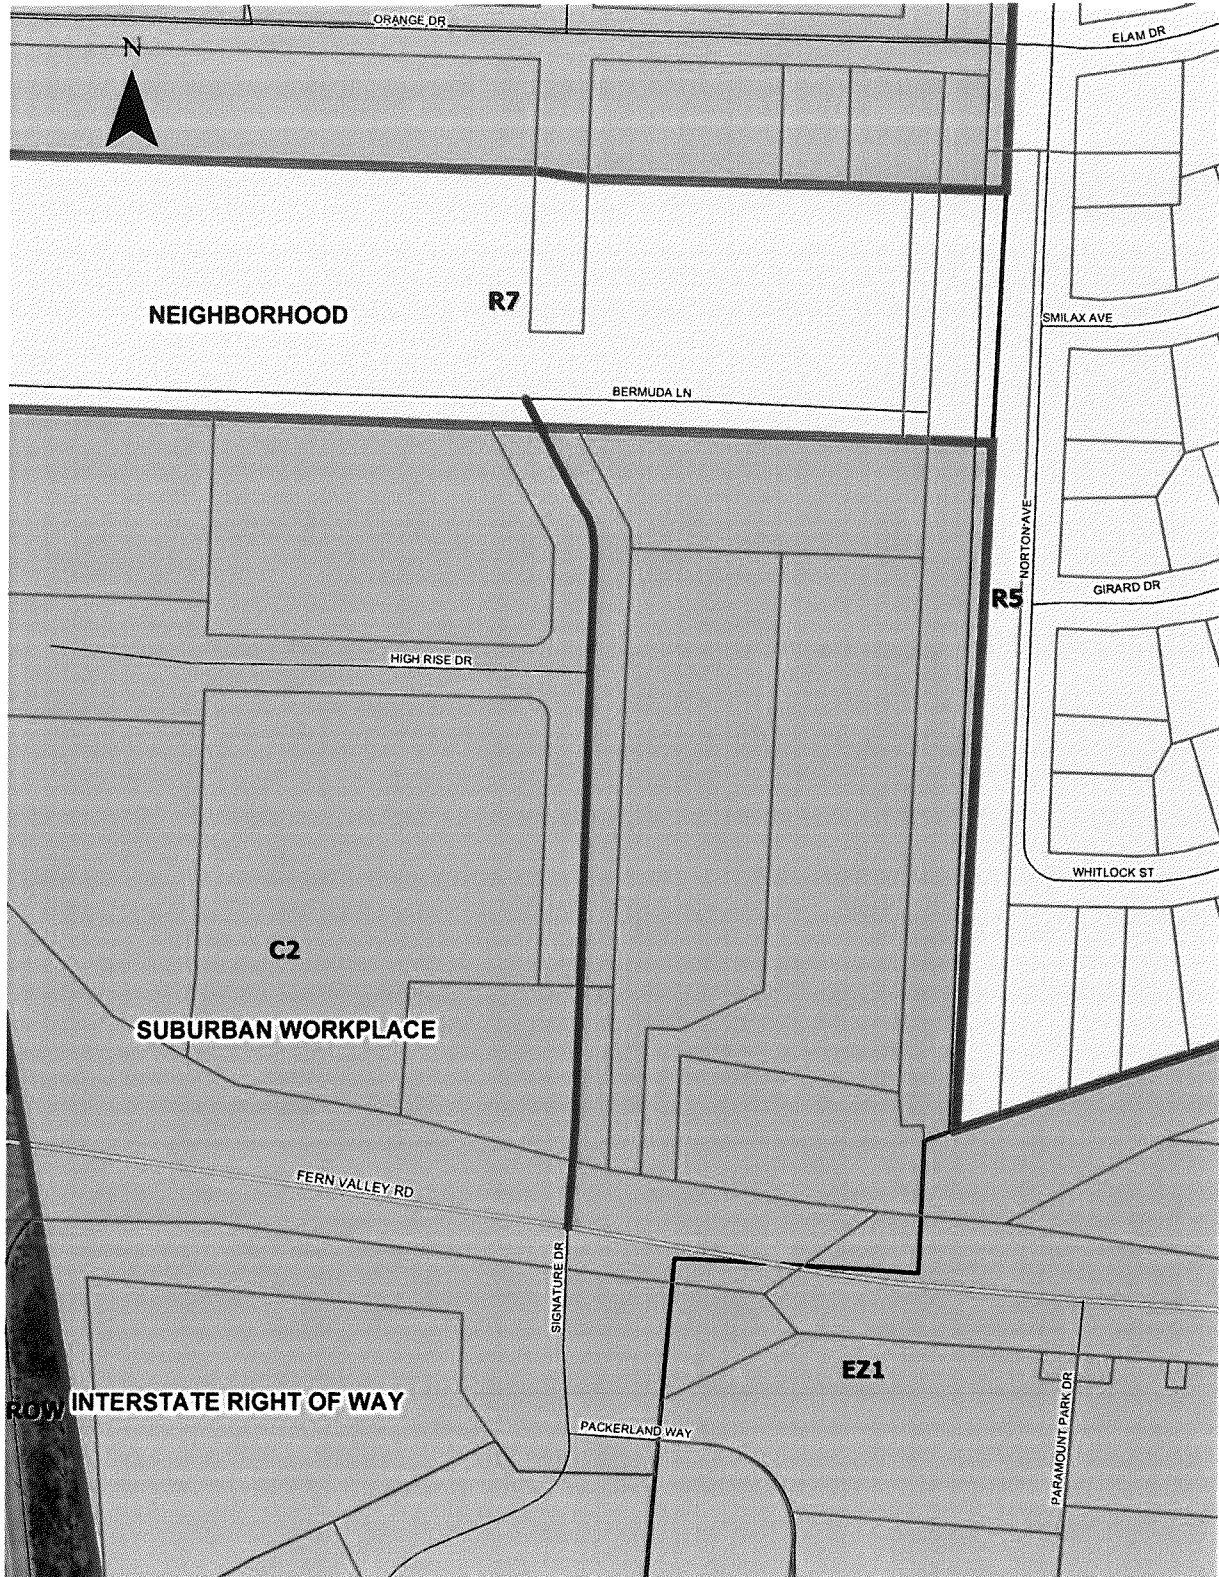 ORANGE DR
ELAM DR
N
R7
NEIGHBORHOOD
SMILAX AVE
BERMUDA LN
NORTON AVE
GIRARD DR
R5
HIGH RISE DR
WHITLOCK ST
C2
SUBURBAN WORKPLACE
FERN VALLEY RD
SIGNATURE DR
EZ1
INTERSTATE RIGHT OF WAY
ROW
PACKERLAND WAY
PARAMOUNT PARK DR